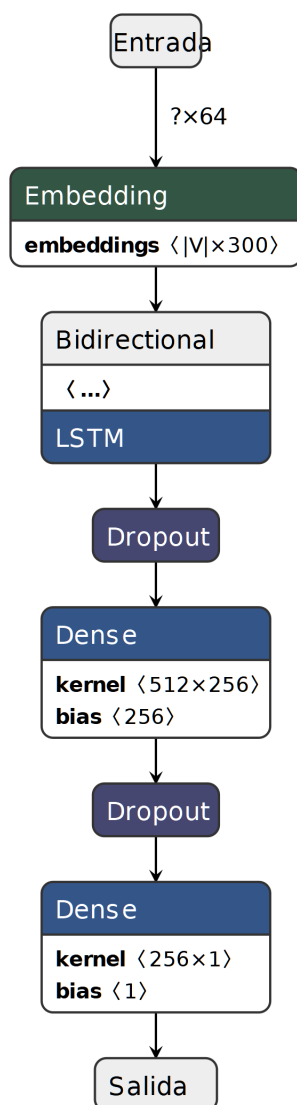 Entrada
?×64
Embedding
embeddings〈|V|×300〉
Bidirectional
〈...〉
LSTM
Dropout
Dense
kernel〈512×256〉
bias〈256〉
Dropout
Dense
kernel〈256×1〉
bias〈1〉
Salida